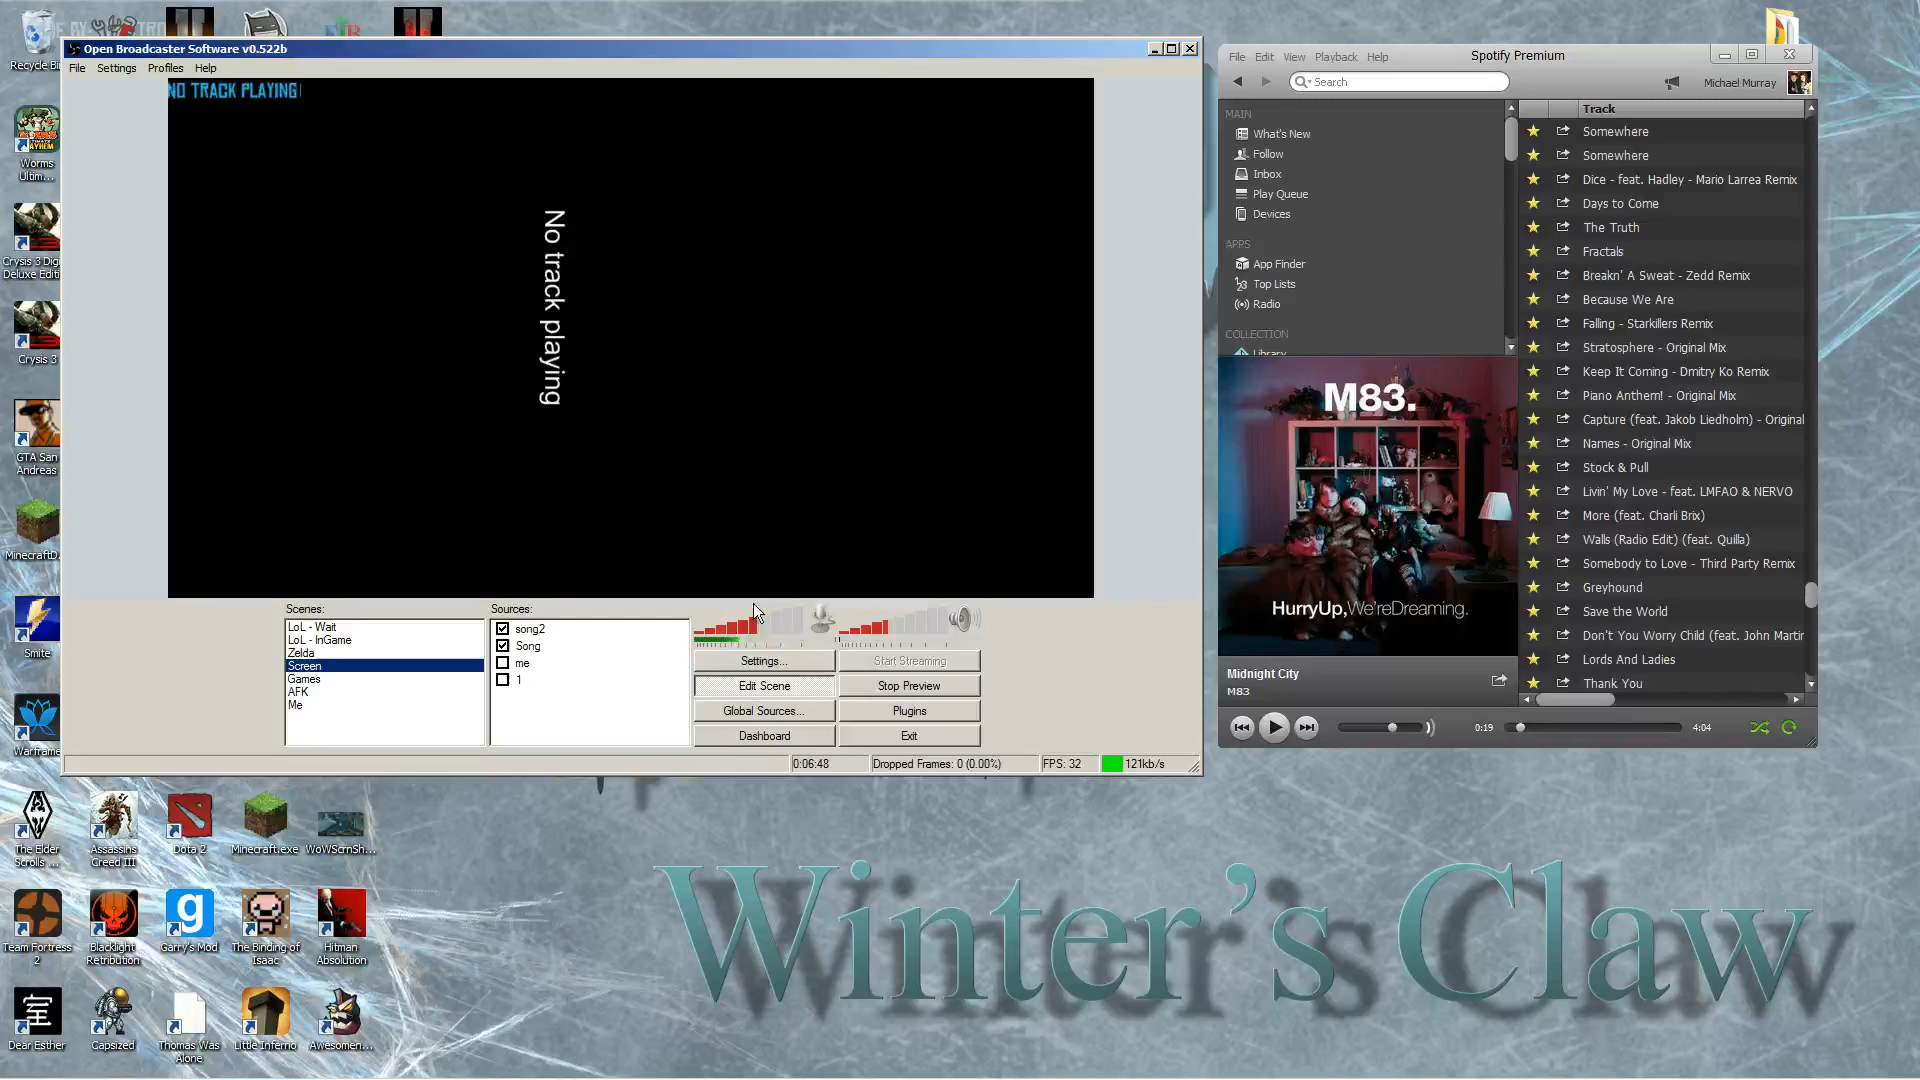 Recycle Bin
Worms
Ultim...
Crysis 3 Digi
Deluxe Editi
Crysis 3
GTA San
Andreas
MinecraftD.
Smite
Warframe
Open Broadcaster Software v0.522b
File Settings Profiles Help
NO TRACK PLAYING
No track playing
Scenes:
LoL - Wait
LoL - InGame
Zelda
Screen
Games
AFK
Me
Sources:
song2
Song
me
1
Settings...
Start Streaming
Edit Scene
Stop Preview
Global Sources...
Plugins
Dashboard
Exit
0:06:48
Dropped Frames: 0 (0.00%)
FPS: 32
121kb/s
Spotify Premium
File Edit View Playback Help
Search
Michael Murray
MAIN
What's New
Follow
Inbox
Play Queue
Devices
APPS
App Finder
Top Lists
Radio
COLLECTION
Library
M83.
HurryUp,We'reDreaming.
Midnight City
M83
Track
Somewhere
Somewhere
Dice - feat. Hadley - Mario Larrea Remix
Days to Come
The Truth
Fractals
Breakn' A Sweat - Zedd Remix
Because We Are
Falling - Starkillers Remix
Stratosphere - Original Mix
Keep It Coming - Dmitry Ko Remix
Piano Anthem! - Original Mix
Capture (feat. Jakob Liedholm) - Original
Names - Original Mix
Stock & Pull
Livin' My Love - feat. LMFAO & NERVO
More (feat. Charli Brix)
Walls (Radio Edit) (feat. Quilla)
Somebody to Love - Third Party Remix
Greyhound
Save the World
Don't You Worry Child (feat. John Martin
Lords And Ladies
Thank You
0:19
4:04
The Elder
Scrolls ...
Assassins
Creed III
Dota 2
Minecraft.exe
WoWScrnSh...
Team Fortress
2
Blacklight
Retribution
Garry's Mod
The Binding of
Isaac
Hitman
Absolution
Dear Esther
Capsized
Thomas Was
Alone
Little Inferno
Awesomen...
Winter's Claw